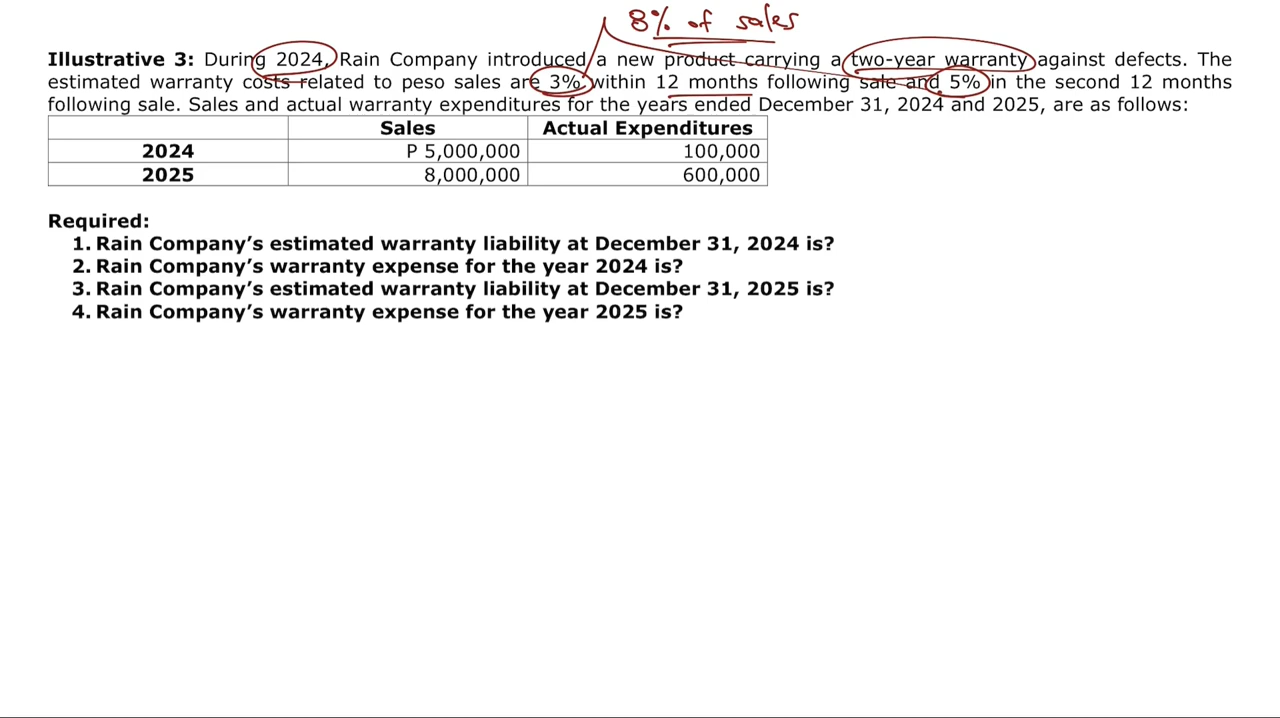 8% of sales
Illustrative 3: During 2024, Rain Company introduced a new product carrying a two-year warranty against defects. The
estimated warranty costs related to peso sales are 3% within 12 months following sale and 5% in the second 12 months
following sale. Sales and actual warranty expenditures for the years ended December 31, 2024 and 2025, are as follows:
Sales Actual Expenditures
2024 P 5,000,000 100,000
2025 8,000,000 600,000
Required:
1. Rain Company's estimated warranty liability at December 31, 2024 is?
2. Rain Company's warranty expense for the year 2024 is?
3. Rain Company's estimated warranty liability at December 31, 2025 is?
4. Rain Company's warranty expense for the year 2025 is?